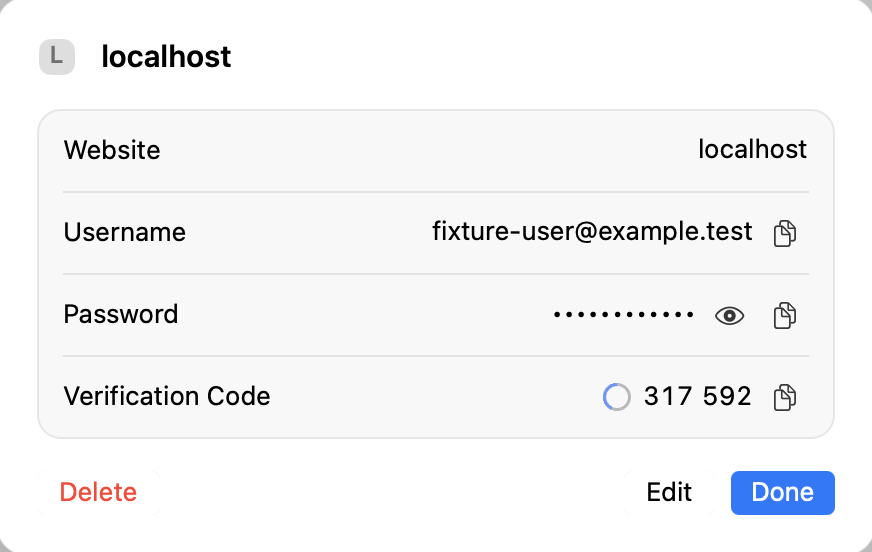 L localhost
Website localhost
Username fixture-user@example.test
Password ••••••••••••
Verification Code 317 592
Delete Edit Done